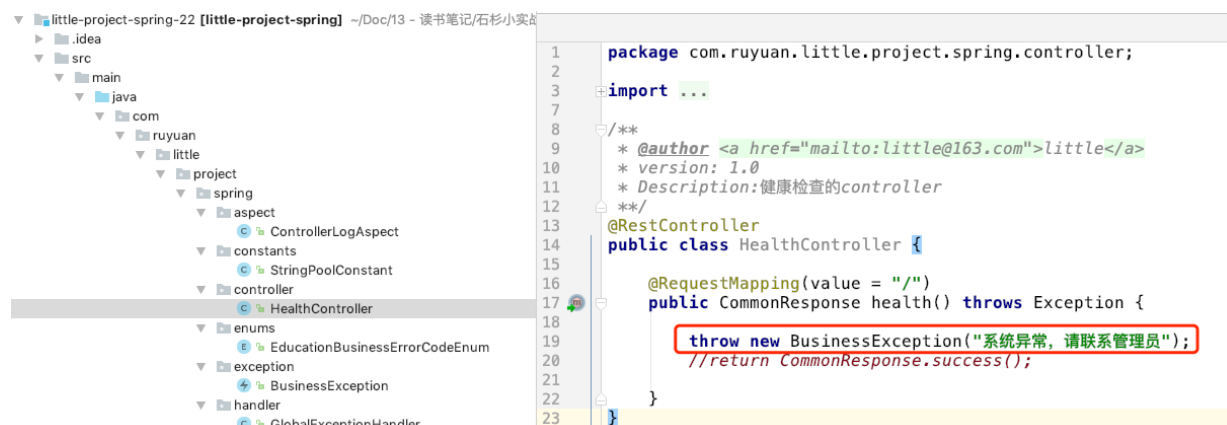 little-project-spring-22 [little-project-spring] ~/Doc/13 - 读书笔记/石杉小实战
.idea
src
main
java
com
ruyuan
little
project
spring
aspect
ControllerLogAspect
constants
StringPoolConstant
controller
HealthController
enums
EducationBusinessErrorCodeEnum
exception
BusinessException
handler
GlobalExceptionHandler
1 package com.ruyuan.little.project.spring.controller;
2
3 import ...
7
8 /**
9 * @author <a href="mailto:little@163.com">little</a>
10 * version: 1.0
11 * Description:健康检查的controller
12 **/
13 @RestController
14 public class HealthController {
15
16 @RequestMapping(value = "/")
17 public CommonResponse health() throws Exception {
18
19 throw new BusinessException("系统异常，请联系管理员");
20 //return CommonResponse.success();
21
22 }
23 }